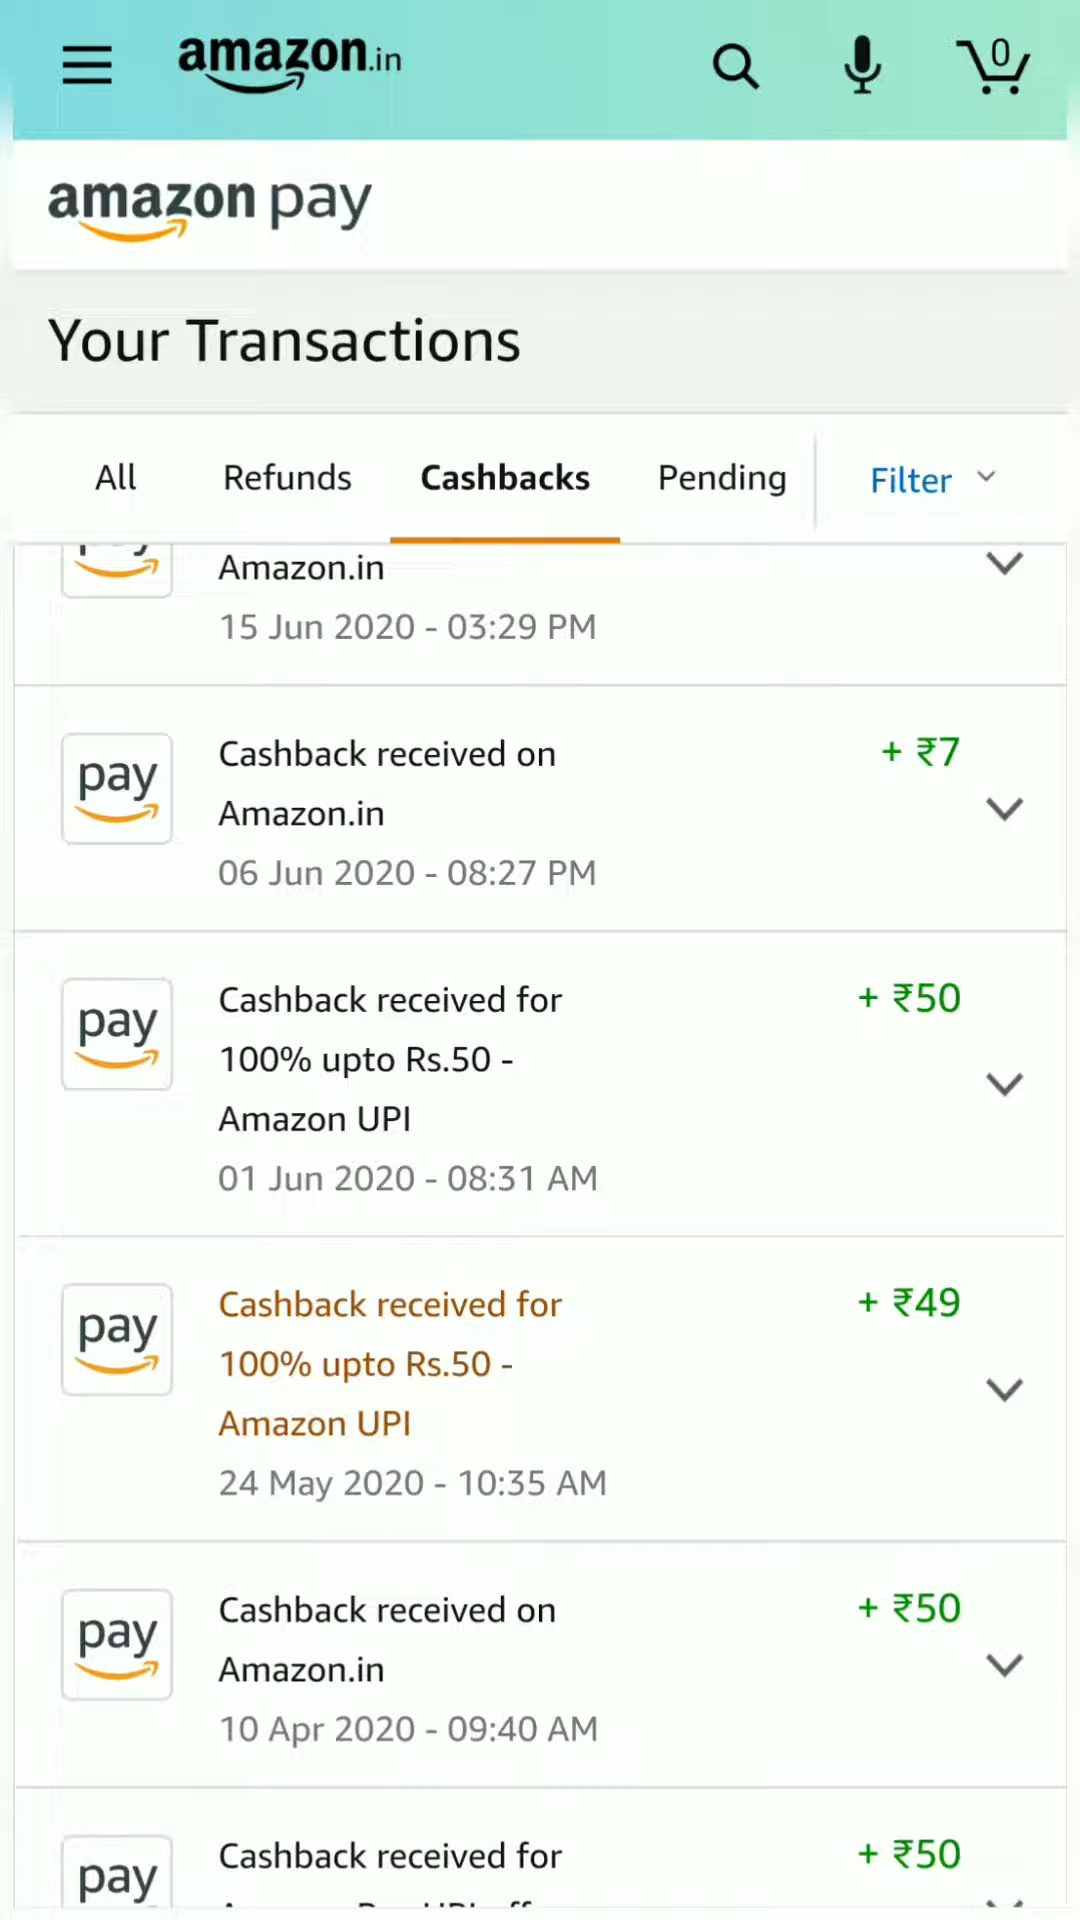 amazon.in
0
amazon pay
Your Transactions
All Refunds Cashbacks Pending Filter
Amazon.in
15 Jun 2020 - 03:29 PM
pay Cashback received on + ₹7
Amazon.in
06 Jun 2020 - 08:27 PM
pay Cashback received for + ₹50
100% upto Rs.50 -
Amazon UPI
01 Jun 2020 - 08:31 AM
pay Cashback received for + ₹49
100% upto Rs.50 -
Amazon UPI
24 May 2020 - 10:35 AM
pay Cashback received on + ₹50
Amazon.in
10 Apr 2020 - 09:40 AM
pay Cashback received for + ₹50